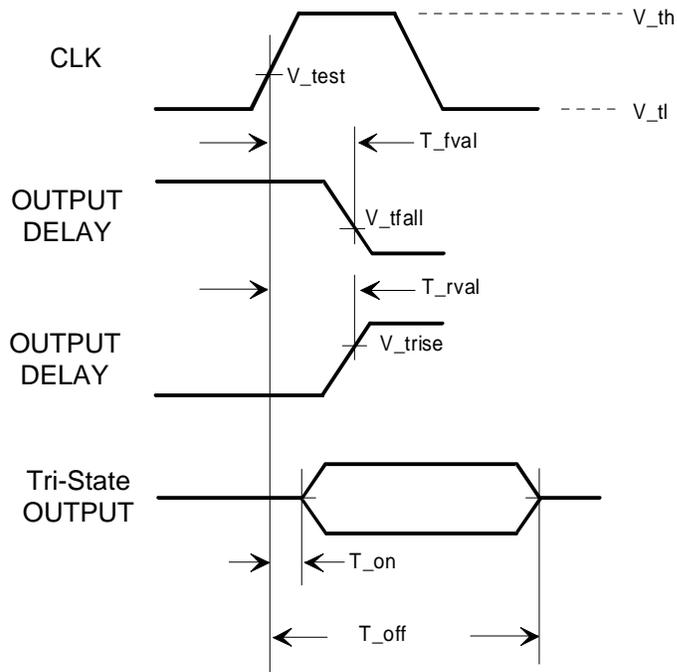 V_th
CLK
V_test
V_tl
T_fval
OUTPUT
DELAY
V_tfall
T_rval
OUTPUT
DELAY
V_trise
Tri-State
OUTPUT
T_on
T_off